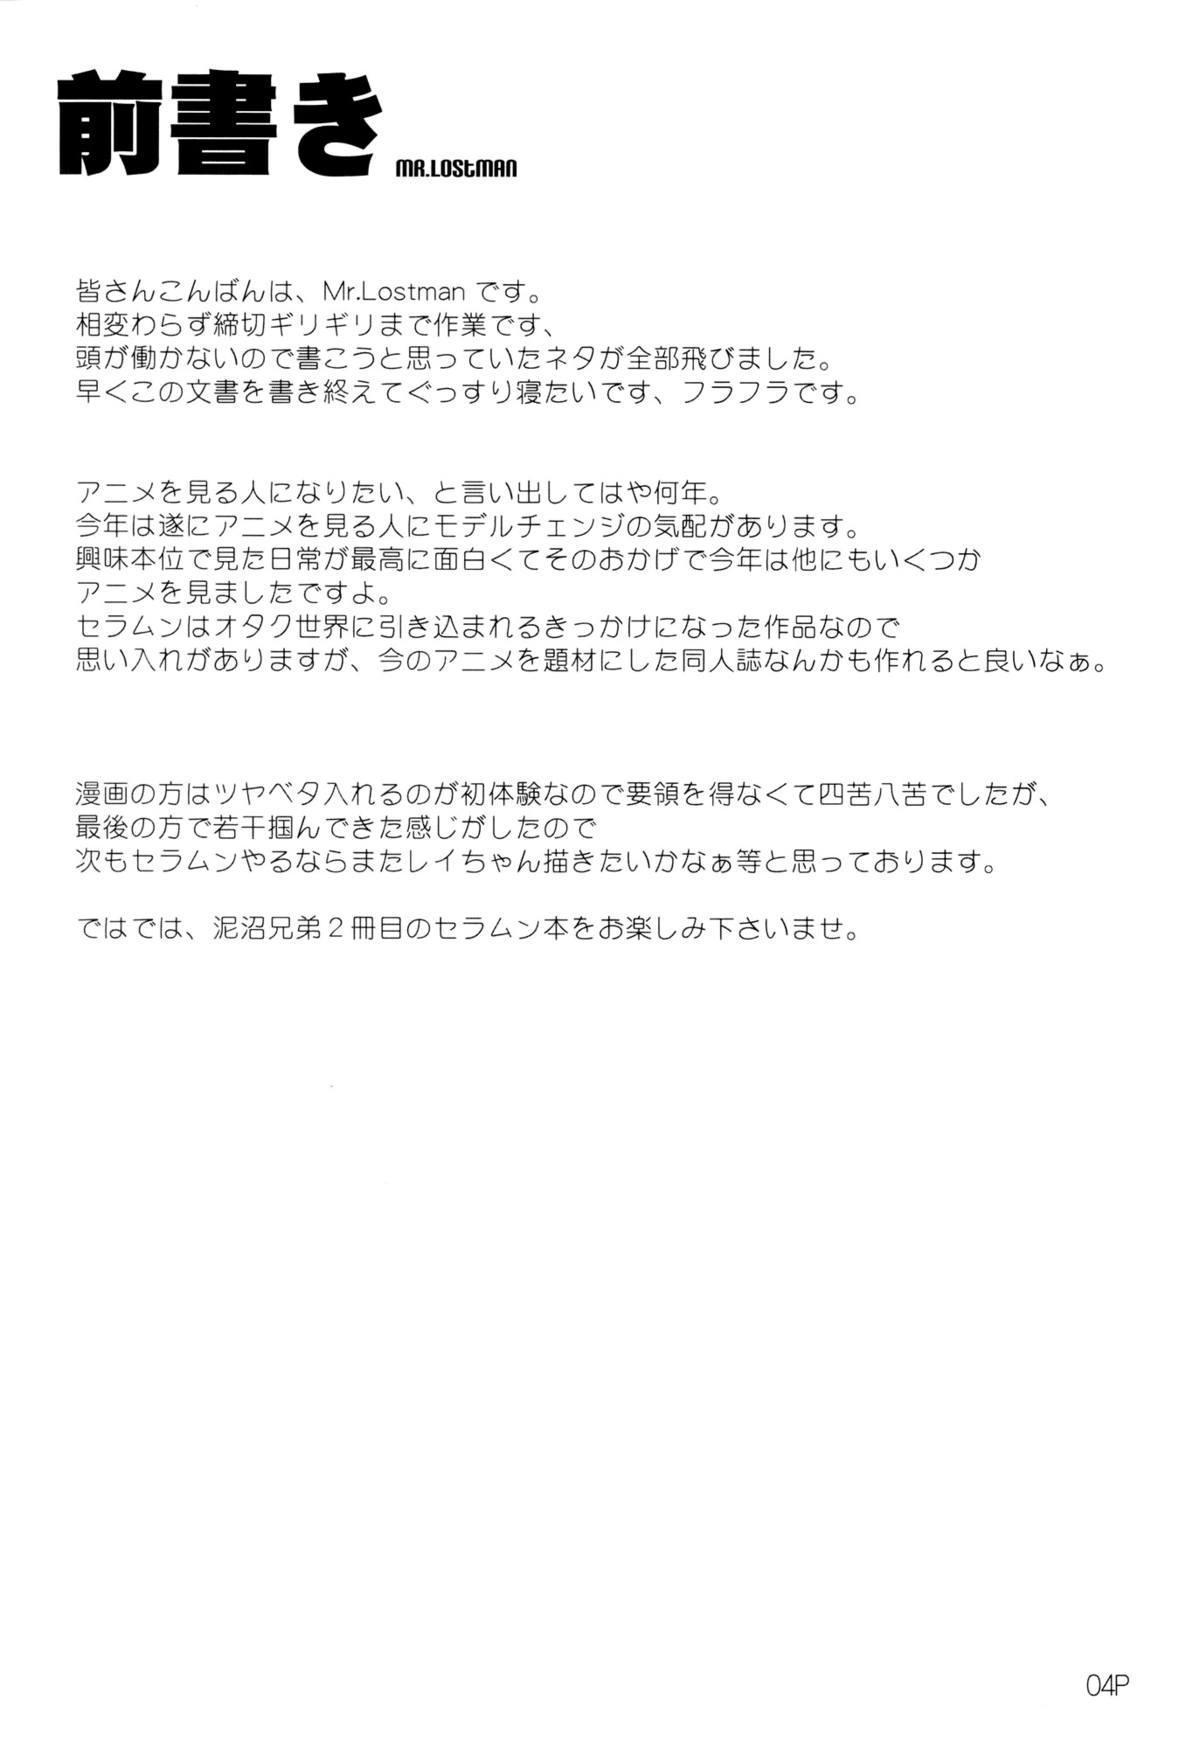 前書き MR.LOStMAN
皆さんこんばんは、Mr.Lostman です。
相変わらず締切ギリギリまで作業です、
頭が働かないので書こうと思っていたネタが全部飛びました。
早くこの文書を書き終えてぐっすり寝たいです、フラフラです。
アニメを見る人になりたい、と言い出してはや何年。
今年は遂にアニメを見る人にモデルチェンジの気配があります。
興味本位で見た日常が最高に面白くてそのおかげで今年は他にもいくつか
アニメを見ましたですよ。
セラムンはオタク世界に引き込まれるきっかけになった作品なので
思い入れがありますが、今のアニメを題材にした同人誌なんかも作れると良いなぁ。
漫画の方はツヤベタ入れるのが初体験なので要領を得なくて四苦八苦でしたが、
最後の方で若干掴んできた感じがしたので
次もセラムンやるならまたレイちゃん描きたいかなぁ等と思っております。
ではでは、泥沼兄弟２冊目のセラムン本をお楽しみ下さいませ。
04P